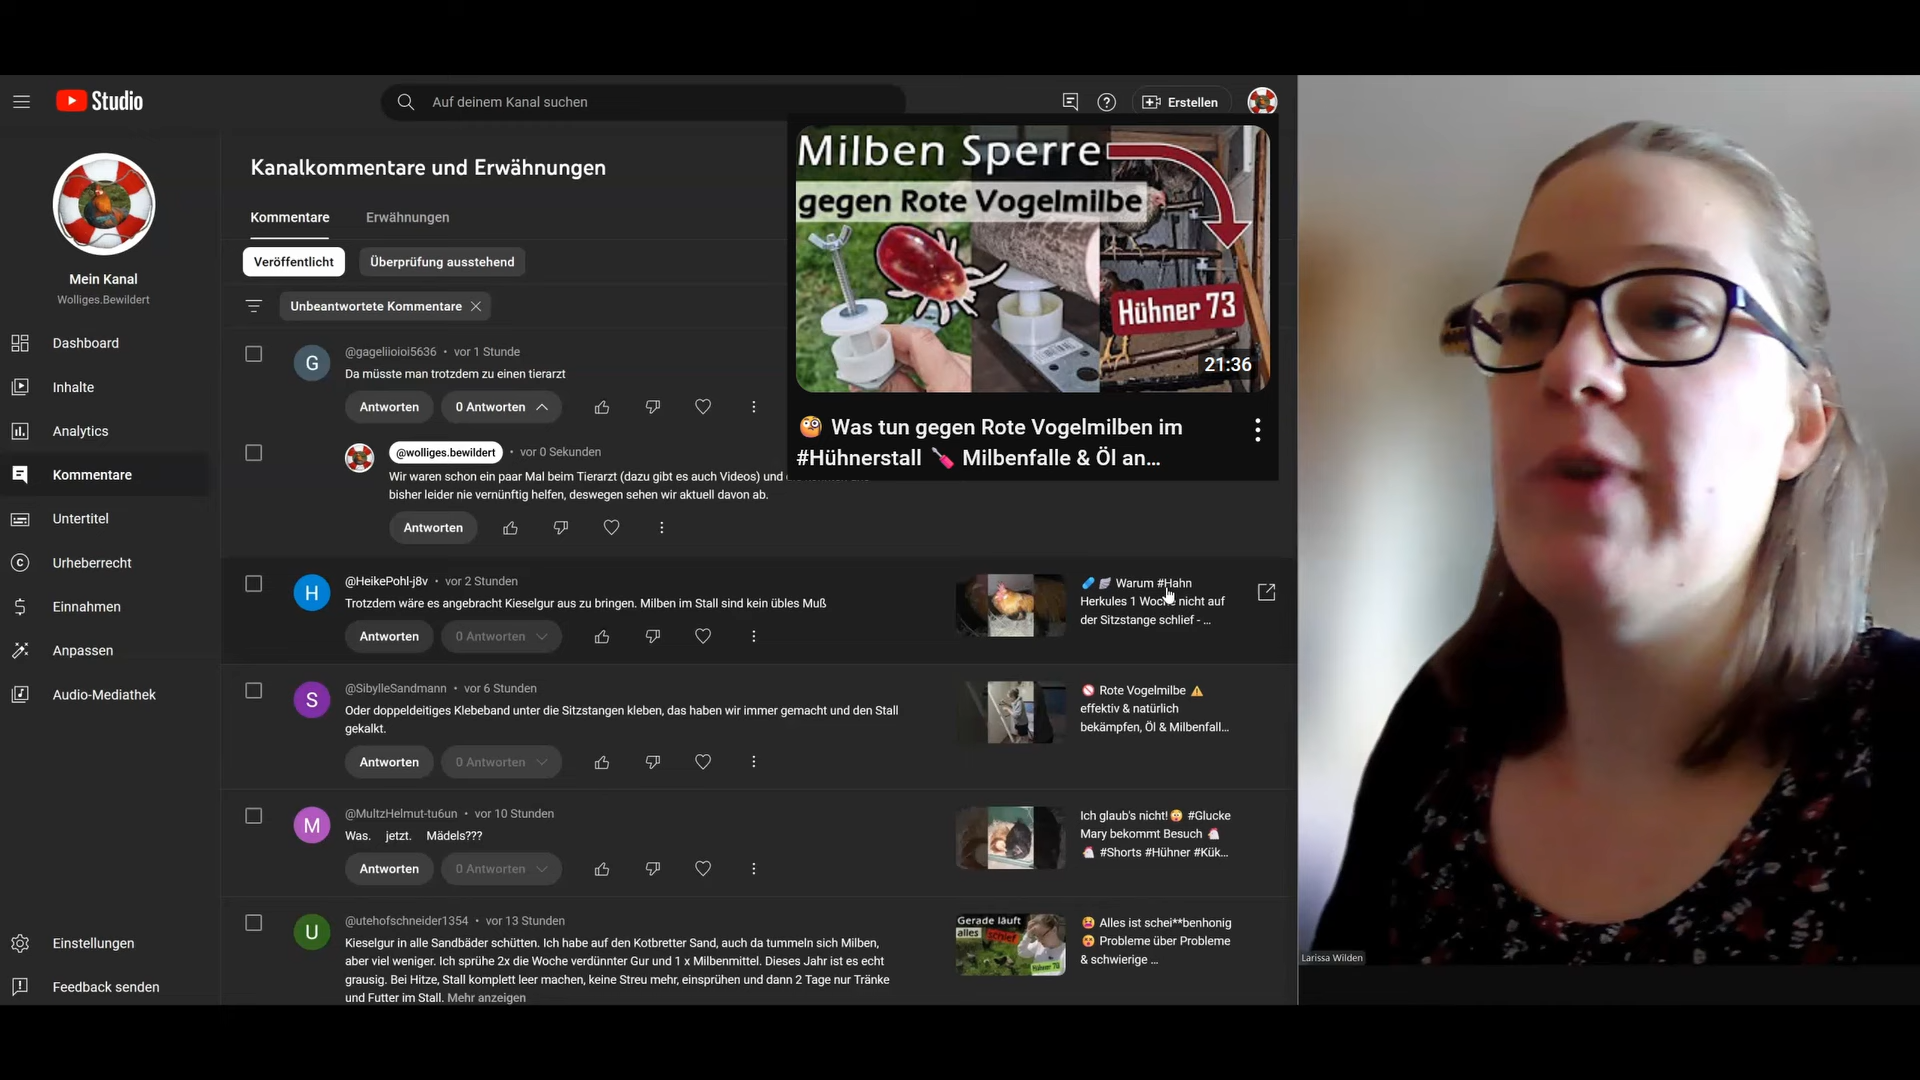 Studio
Auf deinem Kanal suchen
Erstellen
Mein Kanal
Wolliges.Bewildert
Dashboard
Inhalte
Analytics
Kommentare
Untertitel
Urheberrecht
Einnahmen
Anpassen
Audio-Mediathek
Einstellungen
Feedback senden
Kanalkommentare und Erwähnungen
Kommentare
Erwähnungen
Veröffentlicht
Überprüfung ausstehend
Unbeantwortete Kommentare
G
@gageliioioi5636 • vor 1 Stunde
Da müsste man trotzdem zu einen tierarzt
Antworten
0 Antworten
@wolliges.bewildert • vor 0 Sekunden
Wir waren schon ein paar Mal beim Tierarzt (dazu gibt es auch Videos) und
bisher leider nie vernünftig helfen, deswegen sehen wir aktuell davon ab.
Antworten
Milben Sperre
gegen Rote Vogelmilbe
Hühner 73
21:36
🧐 Was tun gegen Rote Vogelmilben im
#Hühnerstall 🪛 Milbenfalle & Öl an...
H
@HeikePohl-j8v • vor 2 Stunden
Trotzdem wäre es angebracht Kieselgur aus zu bringen. Milben im Stall sind kein übles Muß
Antworten
0 Antworten
Warum #Hahn
Herkules 1 Woche nicht auf
der Sitzstange schlief - ...
S
@SibylleSandmann • vor 6 Stunden
Oder doppeldeitiges Klebeband unter die Sitzstangen kleben, das haben wir immer gemacht und den Stall
gekalkt.
Antworten
0 Antworten
🚫 Rote Vogelmilbe ⚠️
effektiv & natürlich
bekämpfen, Öl & Milbenfall...
M
@MultzHelmut-tu6un • vor 10 Stunden
Was. jetzt. Mädels???
Antworten
0 Antworten
Ich glaub's nicht! #Glucke
Mary bekommt Besuch 🐔
🐔 #Shorts #Hühner #Kük...
U
@utehofschneider1354 • vor 13 Stunden
Kieselgur in alle Sandbäder schütten. Ich habe auf den Kotbretter Sand, auch da tummeln sich Milben,
aber viel weniger. Ich sprühe 2x die Woche verdünnter Gur und 1 x Milbenmittel. Dieses Jahr ist es echt
grausig. Bei Hitze, Stall komplett leer machen, keine Streu mehr, einsprühen und dann 2 Tage nur Tränke
und Futter im Stall. Mehr anzeigen
Gerade läuft
alles schief
Hühner 74
Alles ist schei**benhonig
Probleme über Probleme
& schwierige ...
Larissa Wilden